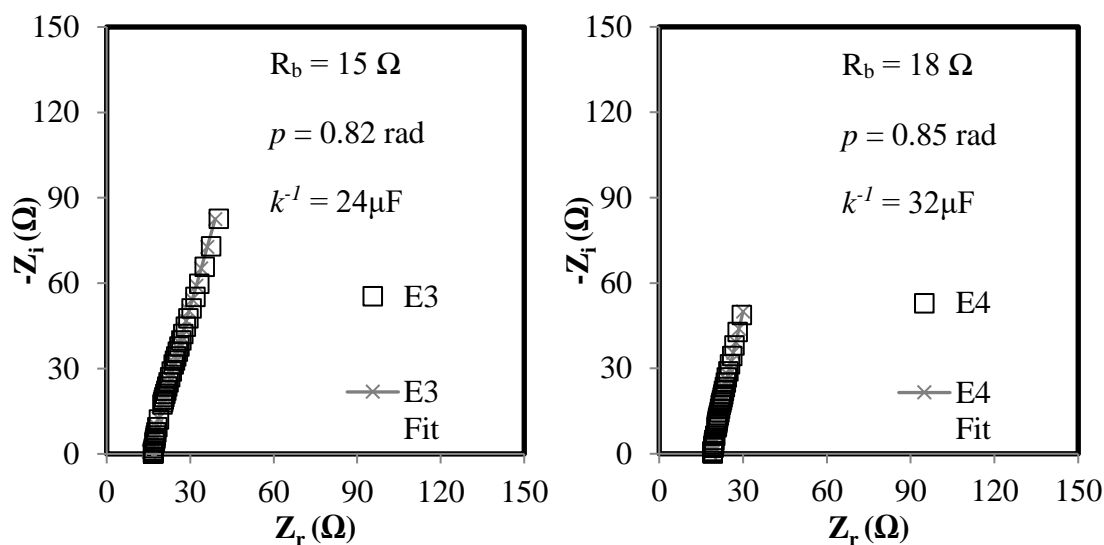 150
120
90
60
30
0
-Z_i (Ω)
R_b = 15 Ω
p = 0.82 rad
k^-1 = 24μF
E3
E3
Fit
0 30 60 90 120 150
Z_r (Ω)
150
120
90
60
30
0
-Z_i (Ω)
R_b = 18 Ω
p = 0.85 rad
k^-1 = 32μF
E4
E4
Fit
0 30 60 90 120 150
Z_r (Ω)